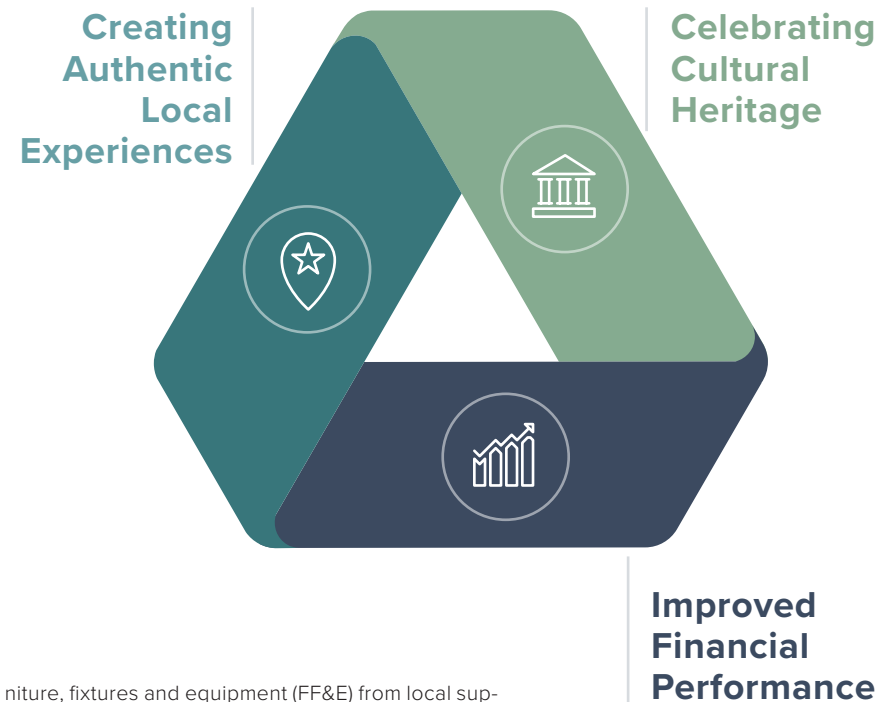 Creating
Authentic
Local
Experiences
Celebrating
Cultural
Heritage
Improved
Financial
Performance
niture, fixtures and equipment (FF&E) from local sup-